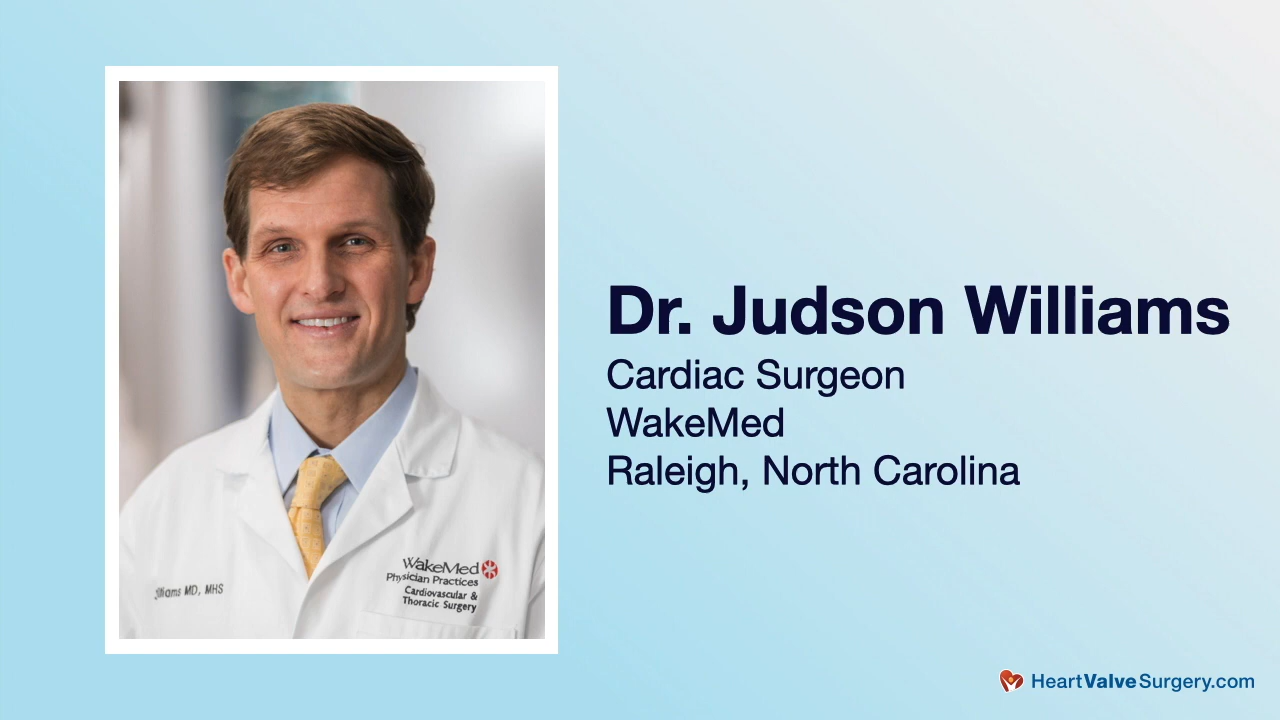 Dr. Judson Williams
Cardiac Surgeon
WakeMed
Raleigh, North Carolina
WakeMed
Physician Practices
Cardiovascular &
Thoracic Surgery
MD, MHS
HeartValveSurgery.com